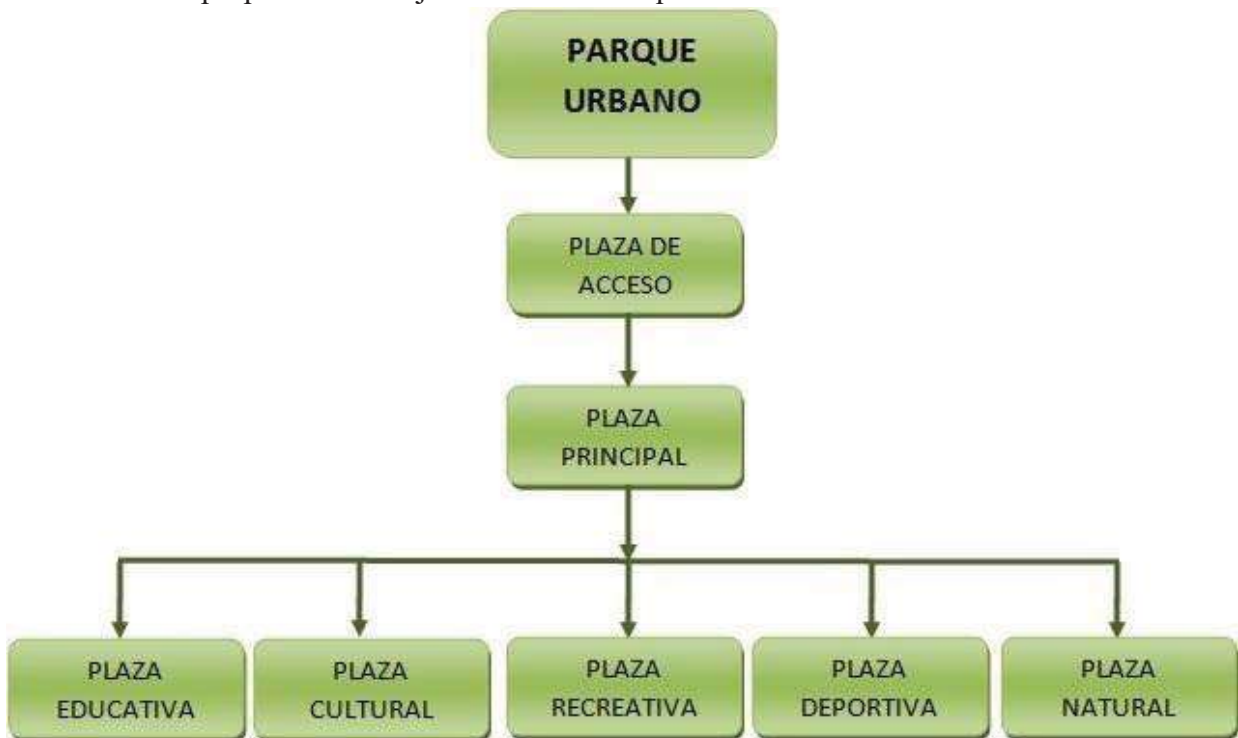 PARQUE
URBANO
PLAZA DE
ACCESO
PLAZA
PRINCIPAL
PLAZA
EDUCATIVA
PLAZA
CULTURAL
PLAZA
RECREATIVA
PLAZA
DEPORTIVA
PLAZA
NATURAL